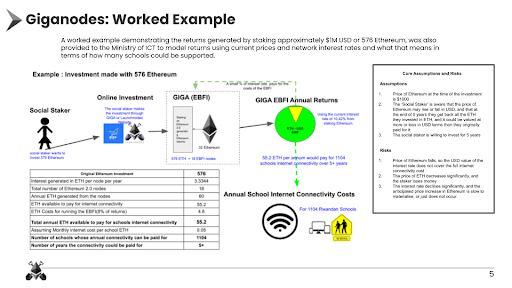 Giganodes: Worked Example
A worked example demonstrating the returns generated by staking approximately $1M USD or 576 Ethereum, was also
provided to the Ministry of ICT to model returns using current prices and network interest rates and what that means in
terms of how many schools could be supported.
Example : Investment made with 576 Ethereum
Social Staker
social staker wants to
invest 576 Ethereum
Online Investment
The social staker makes
the investment through
GIGA or Launchnodes
GIGA (EBFI)
32 Ethereum
576 ETH = 18 EBFI nodes
costs of the EBFI
GIGA EBFI Annual Returns
Using the current interest
rate of 10.42% from
staking Ethereum
55.2 ETH per annum would pay for 1104
schools internet connectivity over 5+ years
Annual School Internet Connectivity Costs
For 1104 Rwandan Schools
Original Ethereum Investment 576
Interest generated in ETH per node per year 3.3344
Total number of Ethereum 2.0 nodes 18
Annual ETH generated from the nodes 60
ETH available to pay for internet connectivity 55.2
ETH Costs for running the EBFI(8% of returns) 4.8
Total annual ETH available to pay for schools internet connectivity 55.2
Assuming Monthly internet cost per school ETH 0.05
Number of schools whose annual connectivity can be paid for 1104
Number of years the connectivity could be paid for 5+
Core Assumptions and Risks
Assumptions
1. Price of Ethereum at the time of the investment
is $1000
2. The 'Social Staker' is aware that the price of
Ethereum may rise or fall in USD, and that at
the end of 5 years they get back all the ETH
they invested in ETH, and it could be valued at
more or less in USD terms than they originally
paid for it
3. The social staker is willing to invest for 5 years
Risks
1. Price of Ethereum falls, so the USD value of the
interest rate does not cover the full internet
connectivity cost
2. The price of ETH decreases significantly, and the
staker loses money
3. The interest rate declines significantly, and the
anticipated price increase in Ethereum is slow to
materialise, or just does not occur.
5